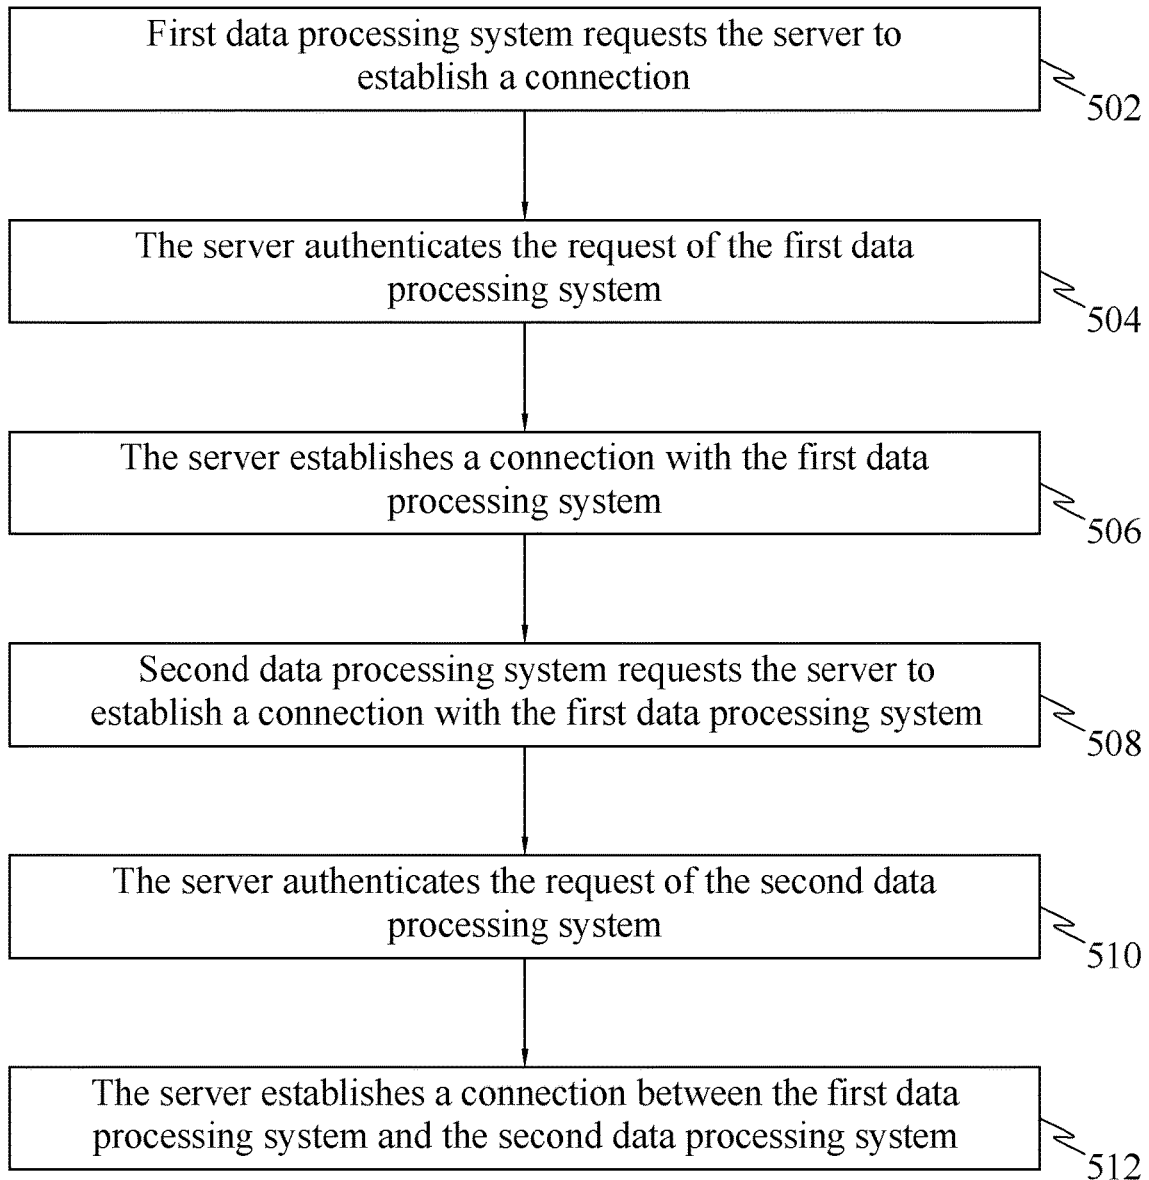 First data processing system requests the server to
establish a connection
502
The server authenticates the request of the first data
processing system
504
The server establishes a connection with the first data
processing system
506
Second data processing system requests the server to
establish a connection with the first data processing system
508
The server authenticates the request of the second data
processing system
510
The server establishes a connection between the first data
processing system and the second data processing system
512